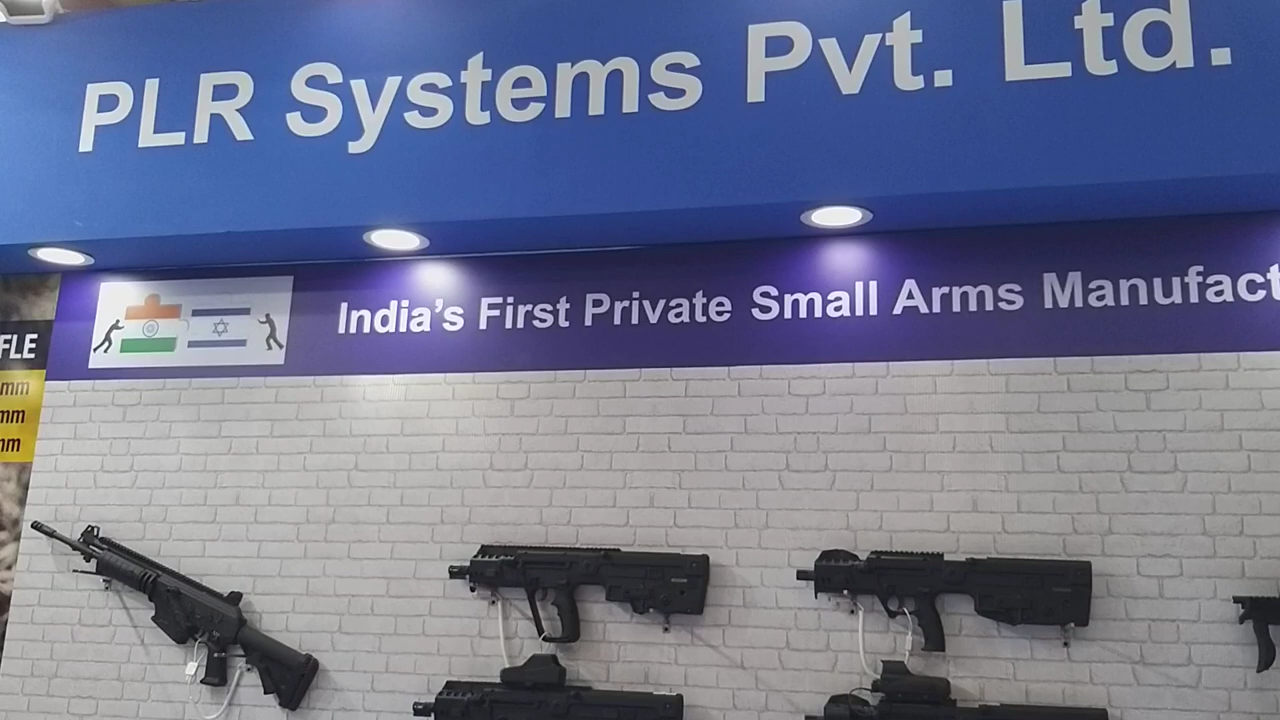 PLR Systems Pvt. Ltd.
India's First Private Small Arms Manufact
FLE
mm
mm
mm